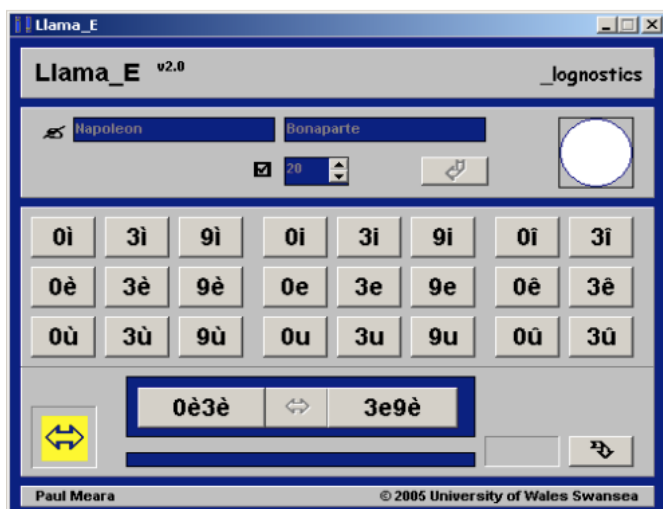 Llama_E
Llama_E v2.0 _lognostics
Napoleon Bonaparte
20
0ì 3ì 9ì 0i 3i 9i 0î 3î
0è 3è 9è 0e 3e 9e 0ê 3ê
0ù 3ù 9ù 0u 3u 9u 0û 3û
0è3è 3e9è
Paul Meara © 2005 University of Wales Swansea